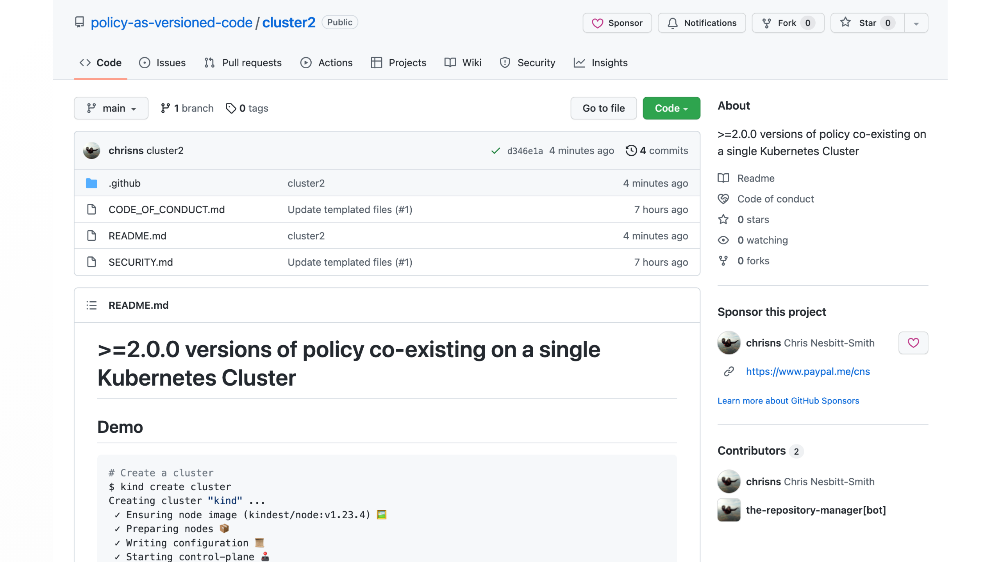 policy-as-versioned-code / cluster2 Public
Sponsor Notifications Fork 0 Star 0
Code Issues Pull requests Actions Projects Wiki Security Insights
main 1 branch 0 tags Go to file Code
chrisns cluster2 d346e1a 4 minutes ago 4 commits
.github cluster2 4 minutes ago
CODE_OF_CONDUCT.md Update templated files (#1) 7 hours ago
README.md cluster2 4 minutes ago
SECURITY.md Update templated files (#1) 7 hours ago
README.md
>=2.0.0 versions of policy co-existing on a single
Kubernetes Cluster
Demo
# Create a cluster
$ kind create cluster
Creating cluster "kind" ...
✓ Ensuring node image (kindest/node:v1.23.4) 🖼️
✓ Preparing nodes 📦
✓ Writing configuration 📜
✓ Starting control-plane 🕹️
About
>=2.0.0 versions of policy co-existing on
a single Kubernetes Cluster
Readme
Code of conduct
0 stars
0 watching
0 forks
Sponsor this project
chrisns Chris Nesbitt-Smith
https://www.paypal.me/cns
Learn more about GitHub Sponsors
Contributors 2
chrisns Chris Nesbitt-Smith
the-repository-manager[bot]